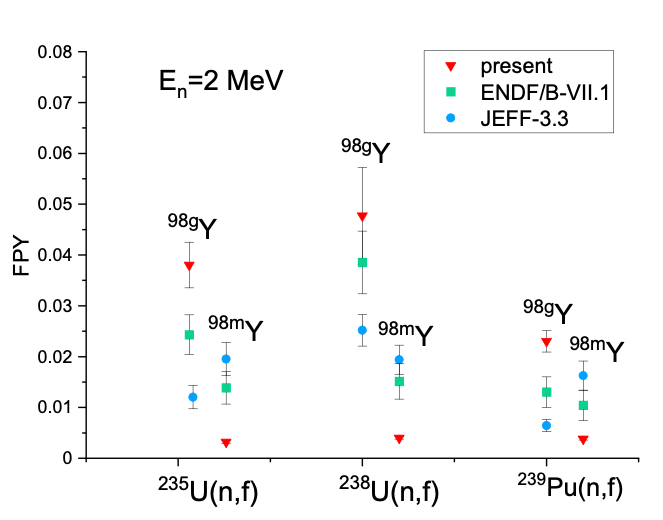 0.08
0.07
0.06
0.05
0.04
0.03
0.02
0.01
0
FPY
Eₙ=2 MeV
present
ENDF/B-VII.1
JEFF-3.3
⁹⁸ᵍY
⁹⁸ᵐY
⁹⁸ᵍY
⁹⁸ᵐY
⁹⁸ᵍY
⁹⁸ᵐY
²³⁵U(n,f)
²³⁸U(n,f)
²³⁹Pu(n,f)